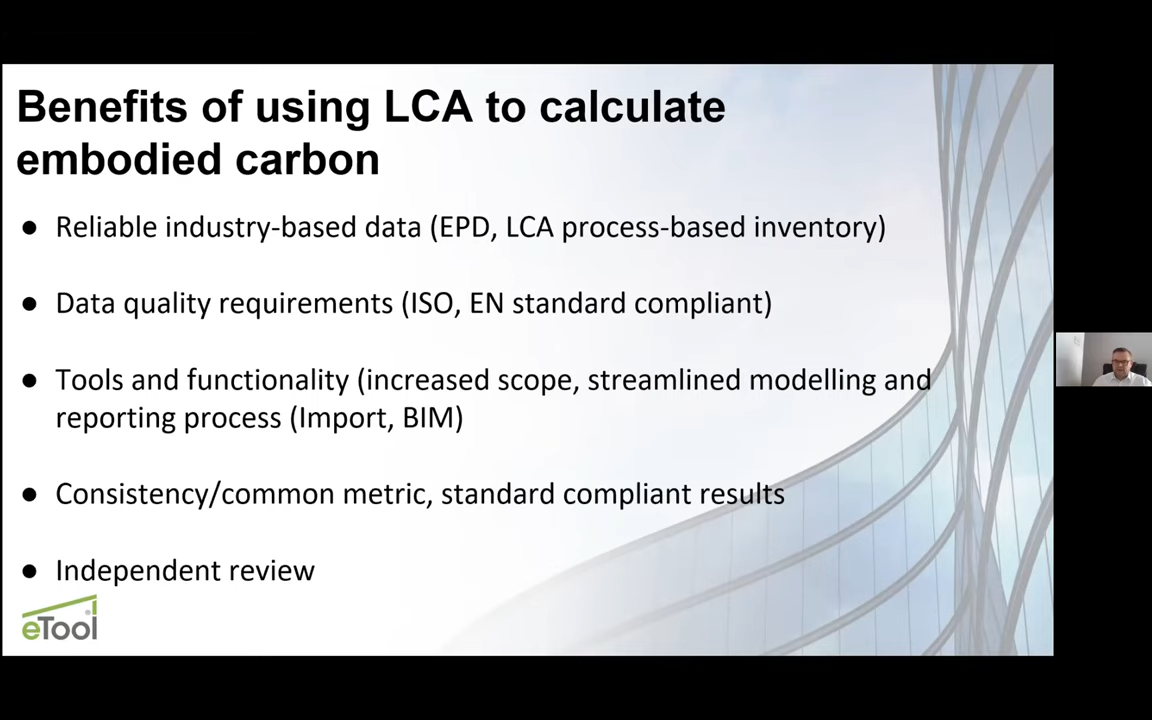 Benefits of using LCA to calculate
embodied carbon
● Reliable industry-based data (EPD, LCA process-based inventory)
● Data quality requirements (ISO, EN standard compliant)
● Tools and functionality (increased scope, streamlined modelling and
reporting process (Import, BIM)
● Consistency/common metric, standard compliant results
● Independent review
eTool